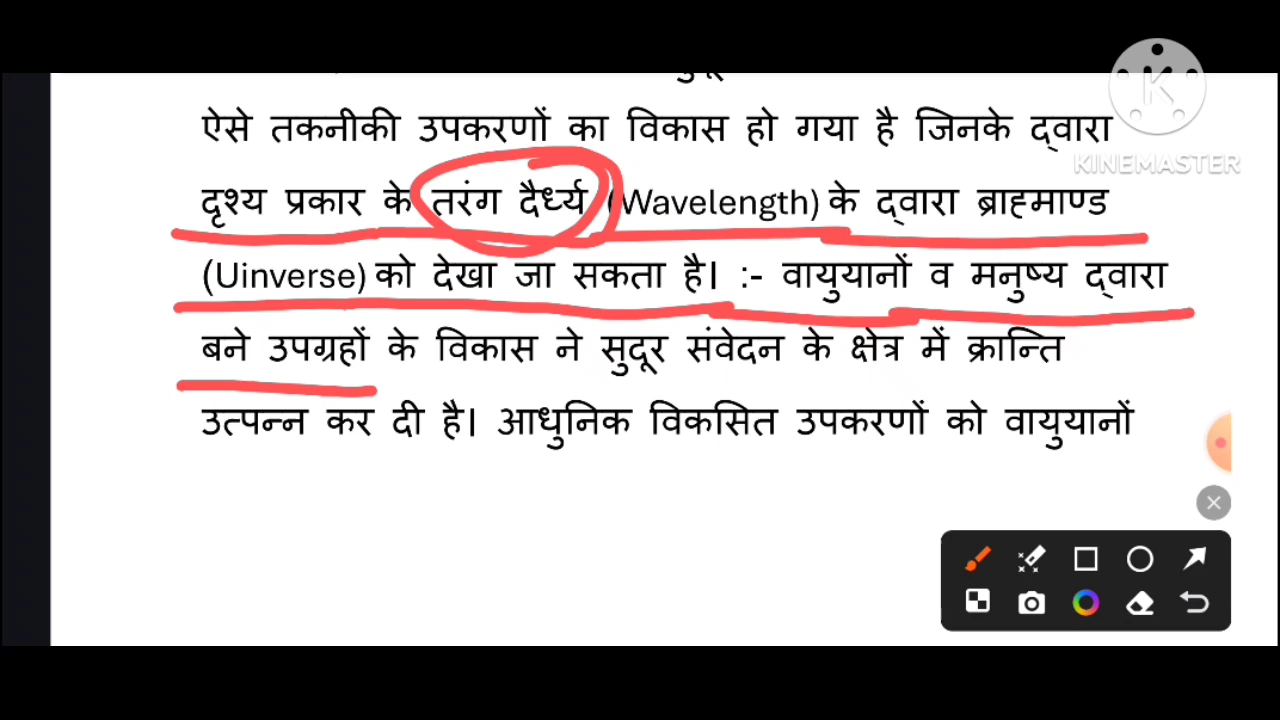 ऐसे तकनीकी उपकरणों का विकास हो गया है जिनके द्वारा
दृश्य प्रकार के तरंग दैर्ध्य (Wavelength) के द्वारा ब्राह्माण्ड
(Uinverse) को देखा जा सकता है। :- वायुयानों व मनुष्य द्वारा
बने उपग्रहों के विकास ने सुदूर संवेदन के क्षेत्र में क्रान्ति
उत्पन्न कर दी है। आधुनिक विकसित उपकरणों को वायुयानों
K
KINEMASTER